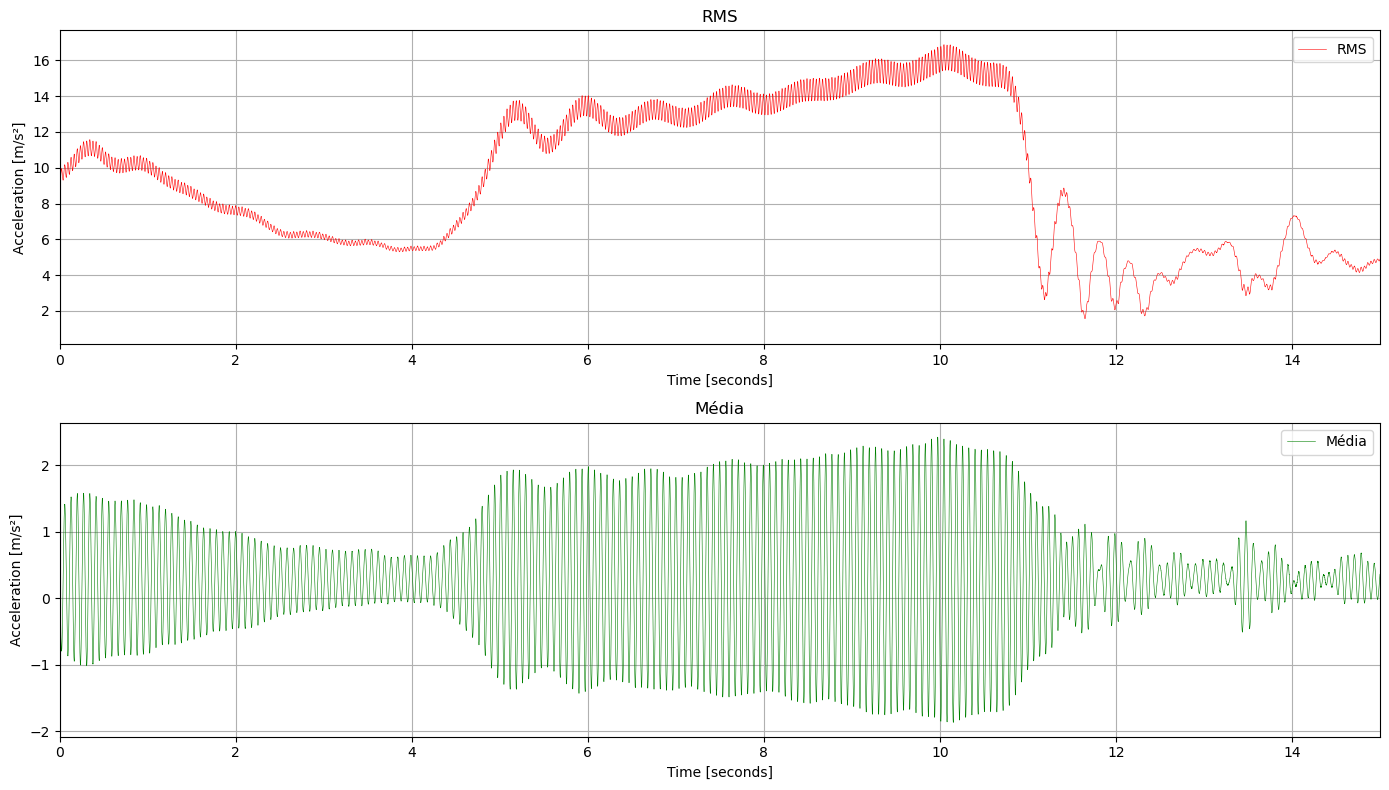 RMS
RMS
16
14
12
10
8
6
4
2
Acceleration [m/s²]
0 2 4 6 8 10 12 14
Time [seconds]
Média
Média
2
1
0
−1
−2
Acceleration [m/s²]
0 2 4 6 8 10 12 14
Time [seconds]